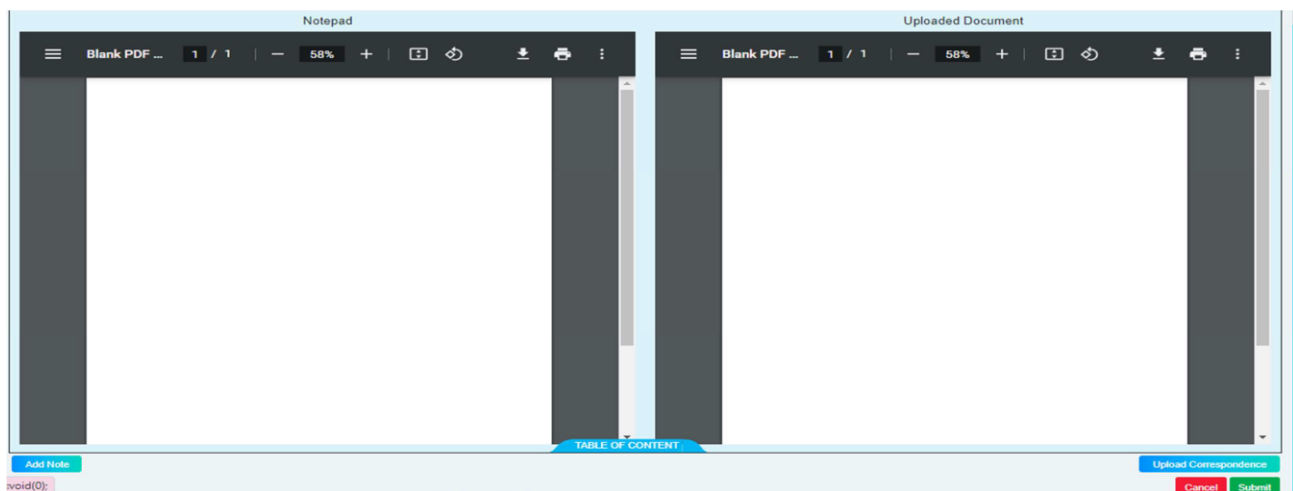 Notepad
Uploaded Document
Blank PDF ... 1 / 1 58%
Blank PDF ... 1 / 1 58%
TABLE OF CONTENT
Add Note
Upload Correspondence
:void(0);
Cancel Submit